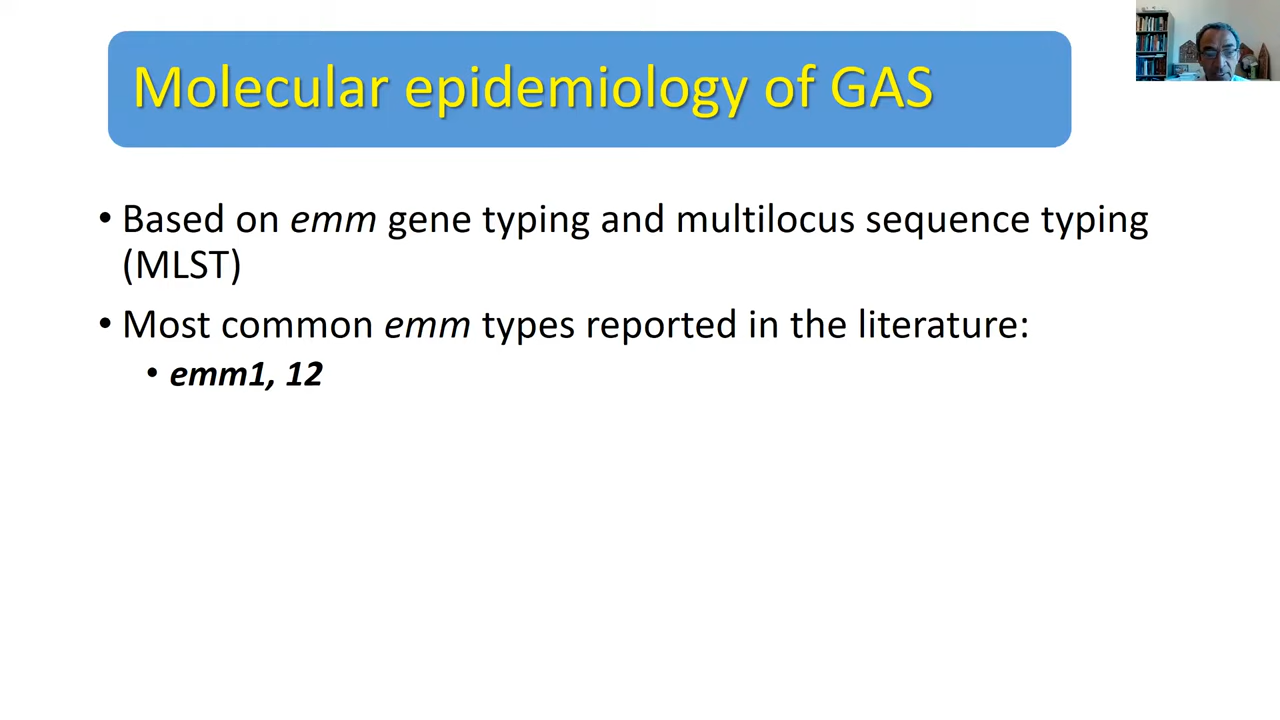 Molecular epidemiology of GAS
• Based on emm gene typing and multilocus sequence typing
(MLST)
• Most common emm types reported in the literature:
• emm1, 12